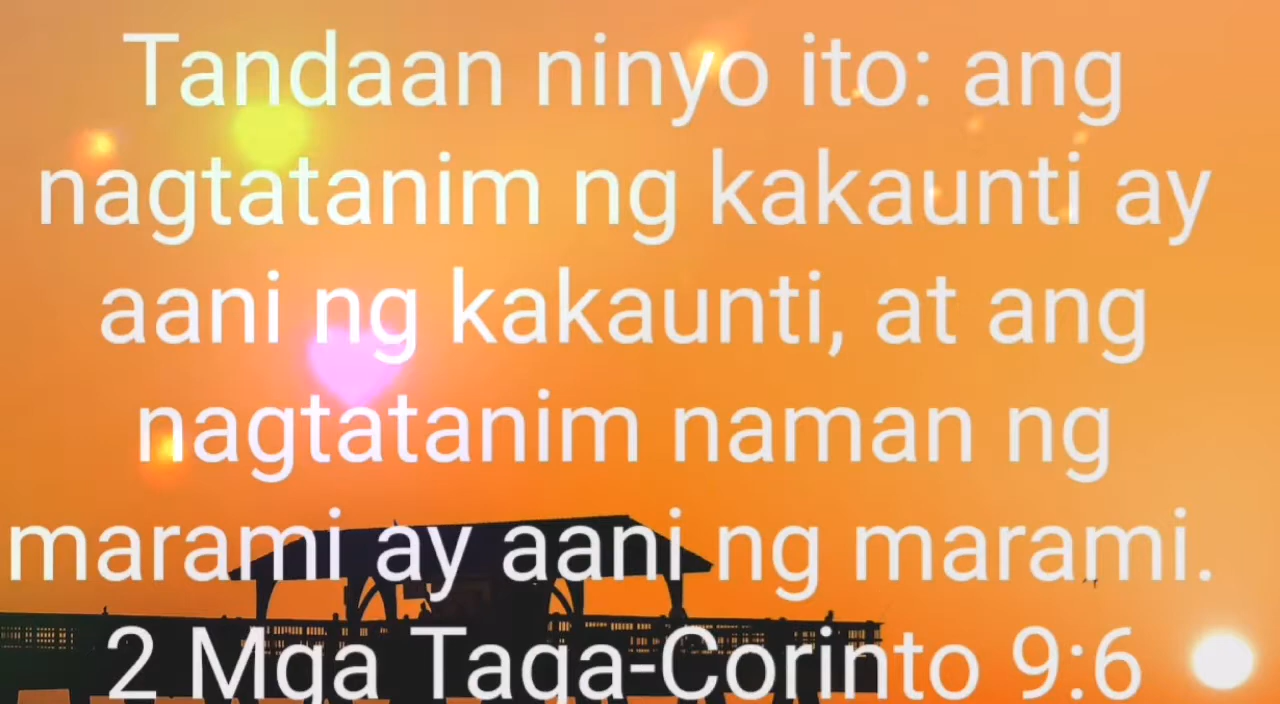 Tandaan ninyo ito: ang
nagtatanim ng kakaunti ay
aani ng kakaunti, at ang
nagtatanim naman ng
marami ay aani ng marami.
2 Mga Taga-Corinto 9:6